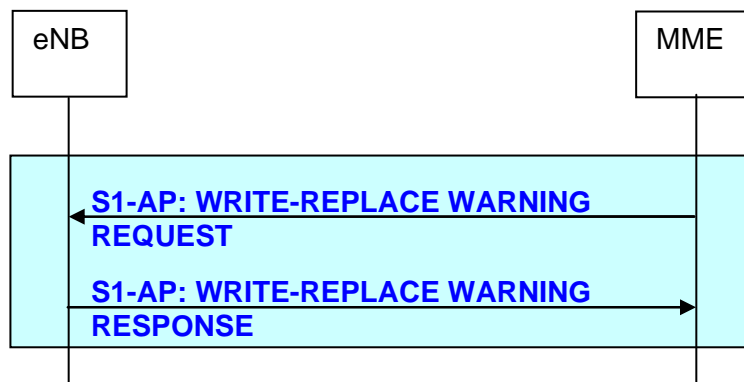 eNB
MME
S1-AP: WRITE-REPLACE WARNING
REQUEST
S1-AP: WRITE-REPLACE WARNING
RESPONSE